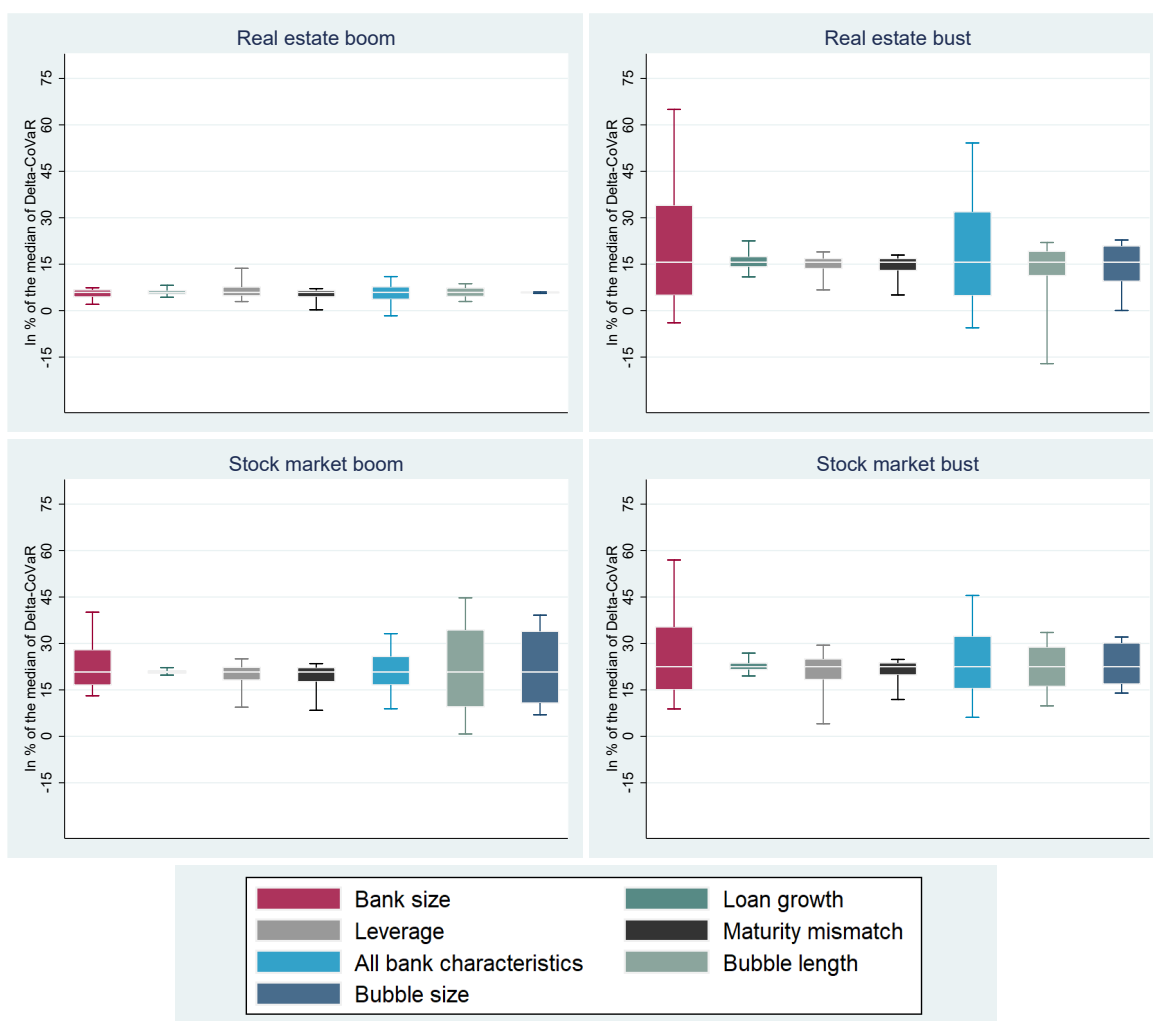 Real estate boom
In % of the median of Delta-CoVaR
75
60
45
30
15
0
-15
Real estate bust
In % of the median of Delta-CoVaR
75
60
45
30
15
0
-15
Stock market boom
In % of the median of Delta-CoVaR
75
60
45
30
15
0
-15
Stock market bust
In % of the median of Delta-CoVaR
75
60
45
30
15
0
-15
Bank size
Loan growth
Leverage
Maturity mismatch
All bank characteristics
Bubble length
Bubble size